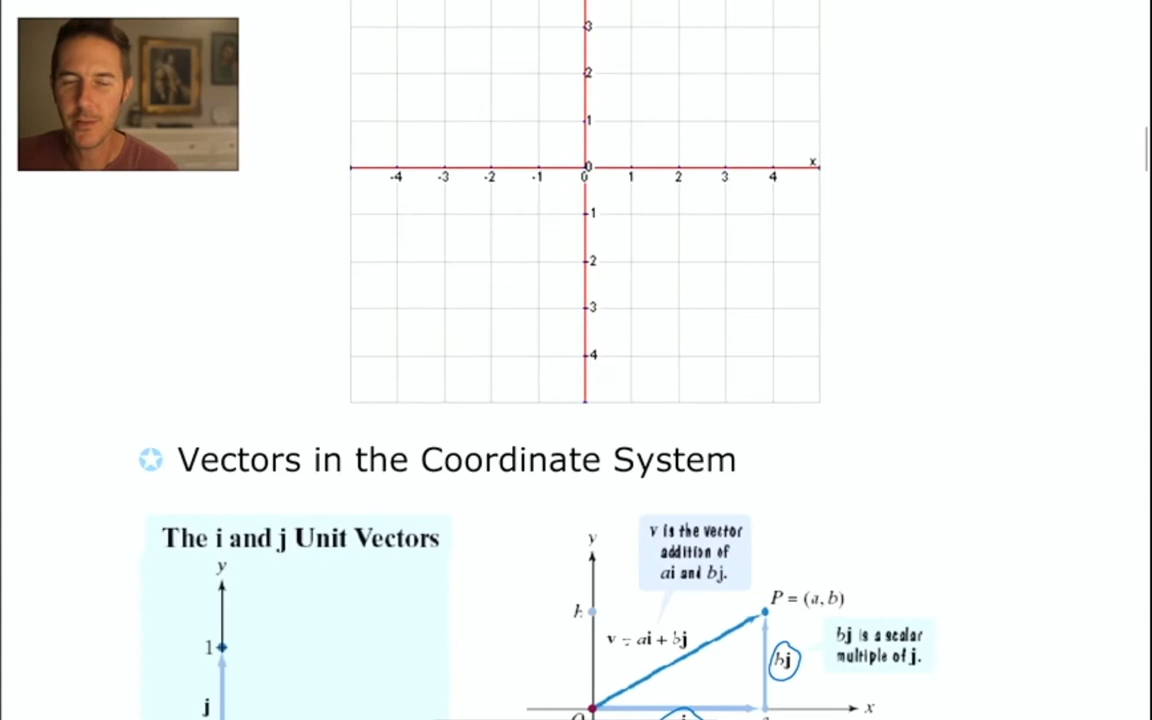 3
2
1
0
x
-4 -3 -2 -1 0 1 2 3 4
-1
-2
-3
-4
Vectors in the Coordinate System
The i and j Unit Vectors
y
1
j
y
v is the vector
addition of
ai and bj.
P = (a, b)
v = ai + bj
bj
bj is a scalar
multiple of j.
x